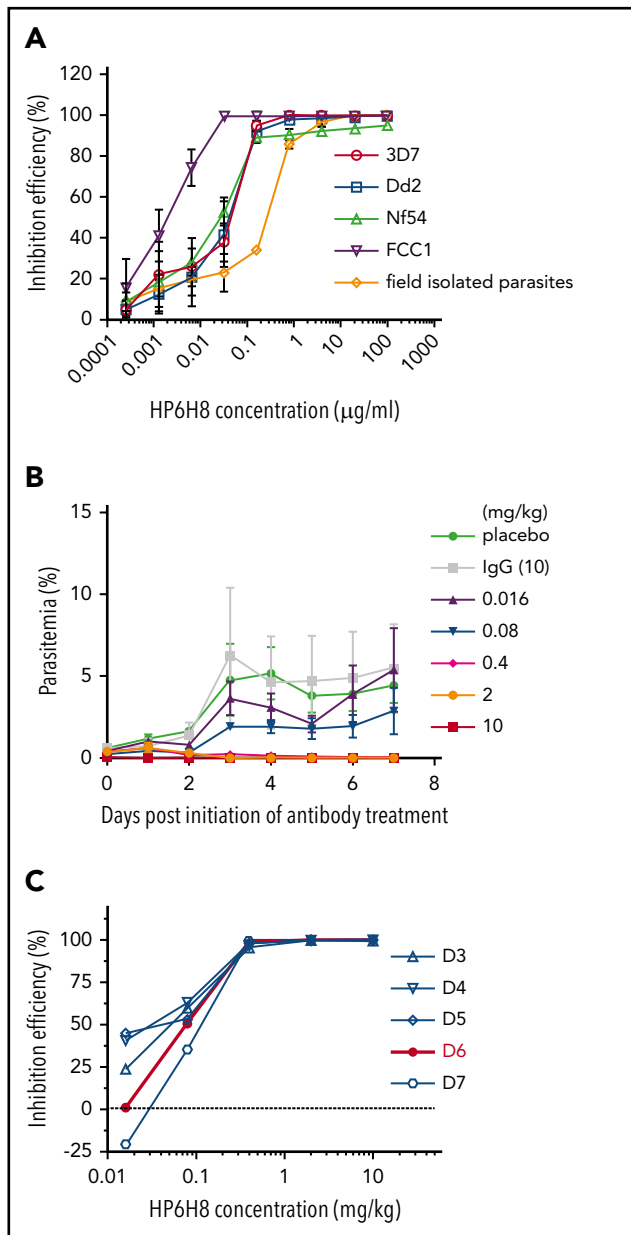 A
120
100
80
60
40
20
0
Inhibition efficiency (%)
3D7
Dd2
Nf54
FCC1
field isolated parasites
0.0001
0.001
0.01
0.1
1
10
100
1000
HP6H8 concentration (μg/ml)
B
15
10
5
0
Parasitemia (%)
(mg/kg)
placebo
IgG (10)
0.016
0.08
0.4
2
10
0 2 4 6 8
Days post initiation of antibody treatment
C
100
75
50
25
0
-25
Inhibition efficiency (%)
D3
D4
D5
D6
D7
0.01 0.1 1 10
HP6H8 concentration (mg/kg)